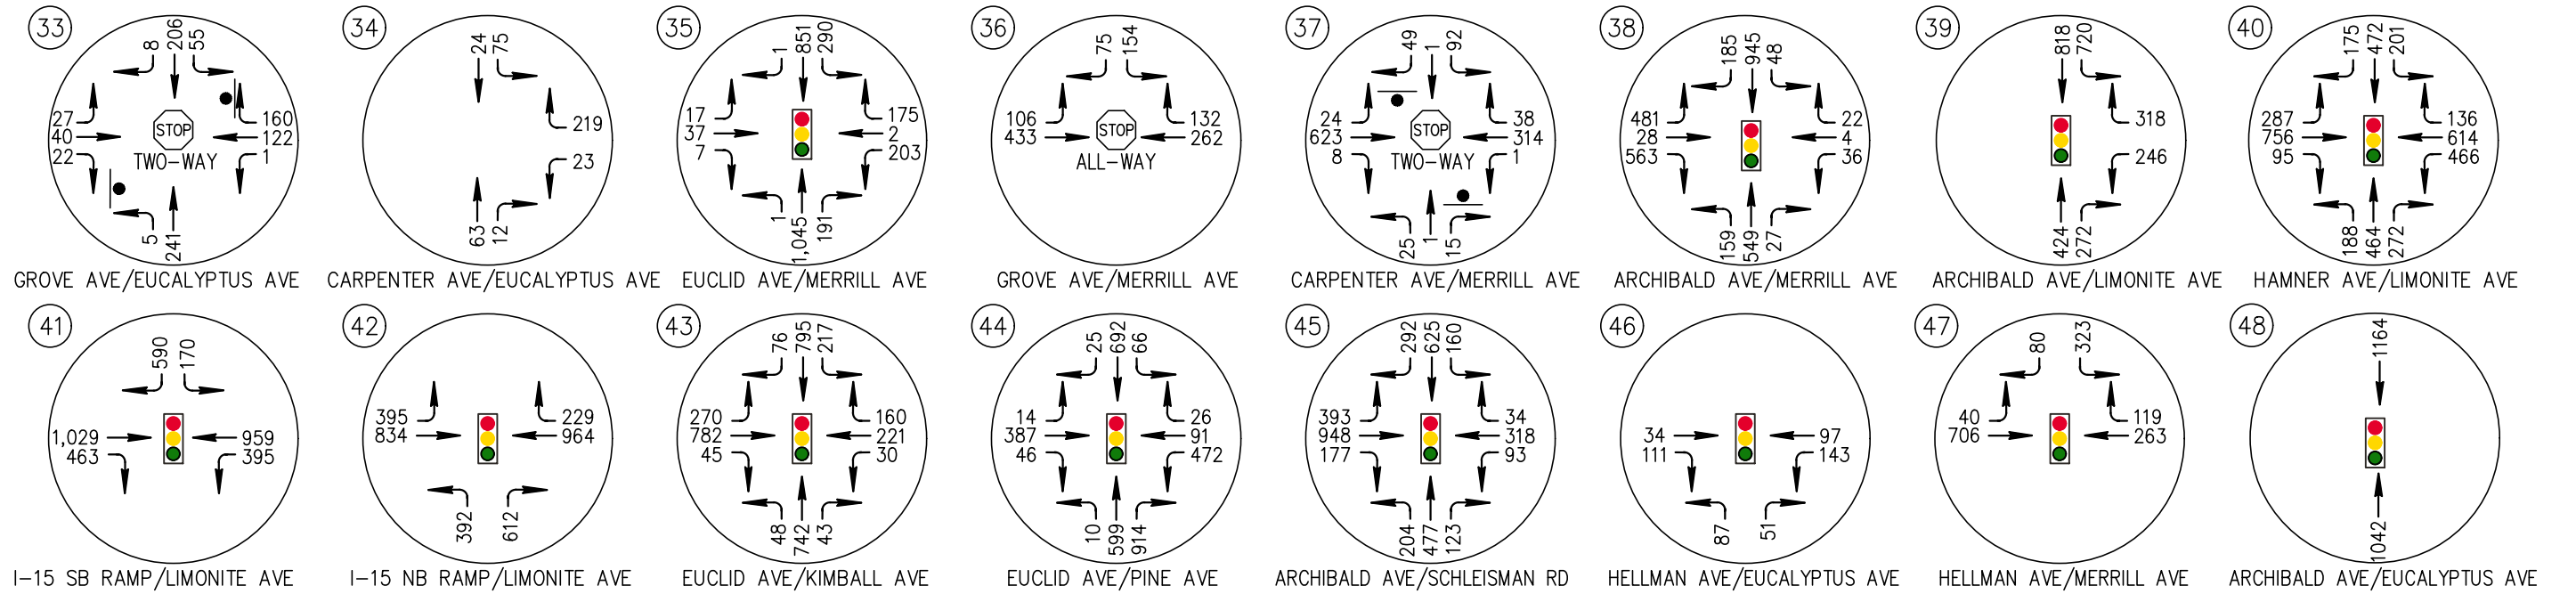 33
8 206 55
27
40
22
STOP
TWO-WAY
160
122
1
5 241
GROVE AVE/EUCALYPTUS AVE
34
24 75
219
23
63 12
CARPENTER AVE/EUCALYPTUS AVE
35
1 851 290
17
37
7
175
2
203
1 1,045 191
EUCLID AVE/MERRILL AVE
36
75 154
106
433
STOP
ALL-WAY
132
262
GROVE AVE/MERRILL AVE
37
49 1 92
24
623
8
STOP
TWO-WAY
38
314
1
25 1 15
CARPENTER AVE/MERRILL AVE
38
185 945 48
481
28
563
22
4
36
159 549 27
ARCHIBALD AVE/MERRILL AVE
39
818 720
318
246
424 272
ARCHIBALD AVE/LIMONITE AVE
40
175 472 201
287
756
95
136
614
466
188 464 272
HAMNER AVE/LIMONITE AVE
41
590 170
1,029
463
959
395
I-15 SB RAMP/LIMONITE AVE
42
395
834
229
964
392 612
I-15 NB RAMP/LIMONITE AVE
43
76 795 217
270
782
45
160
221
30
48 742 43
EUCLID AVE/KIMBALL AVE
44
25 692 66
14
387
46
26
91
472
10 599 914
EUCLID AVE/PINE AVE
45
292 625 160
393
948
177
34
318
93
204 477 123
ARCHIBALD AVE/SCHLEISMAN RD
46
34
111
97
143
87 51
HELLMAN AVE/EUCALYPTUS AVE
47
80 323
40
706
119
263
HELLMAN AVE/MERRILL AVE
48
1164
1042
ARCHIBALD AVE/EUCALYPTUS AVE